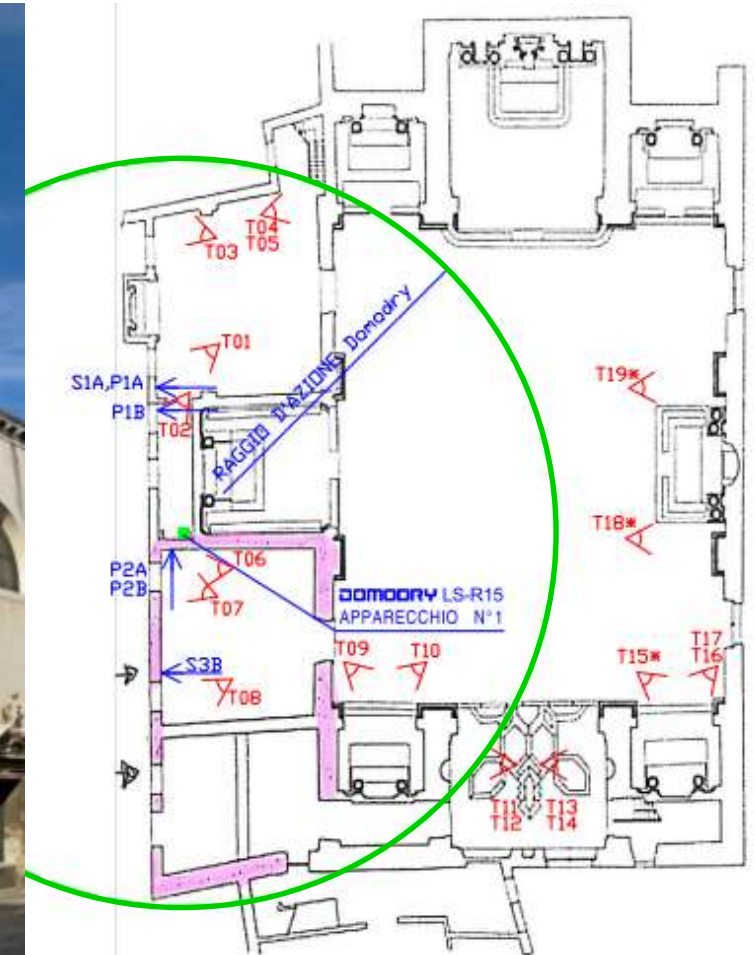 T04
T05
T03
T01
S1A,P1A
P1B
T02
RAGGIO D'AZIONE Domodry
T19*
T18*
P2A
P2B
T06
T07
DOMODRY LS-R15
APPARECCHIO N°1
S3B
T08
T09
T10
T15*
T17
T16
T11
T12
T13
T14